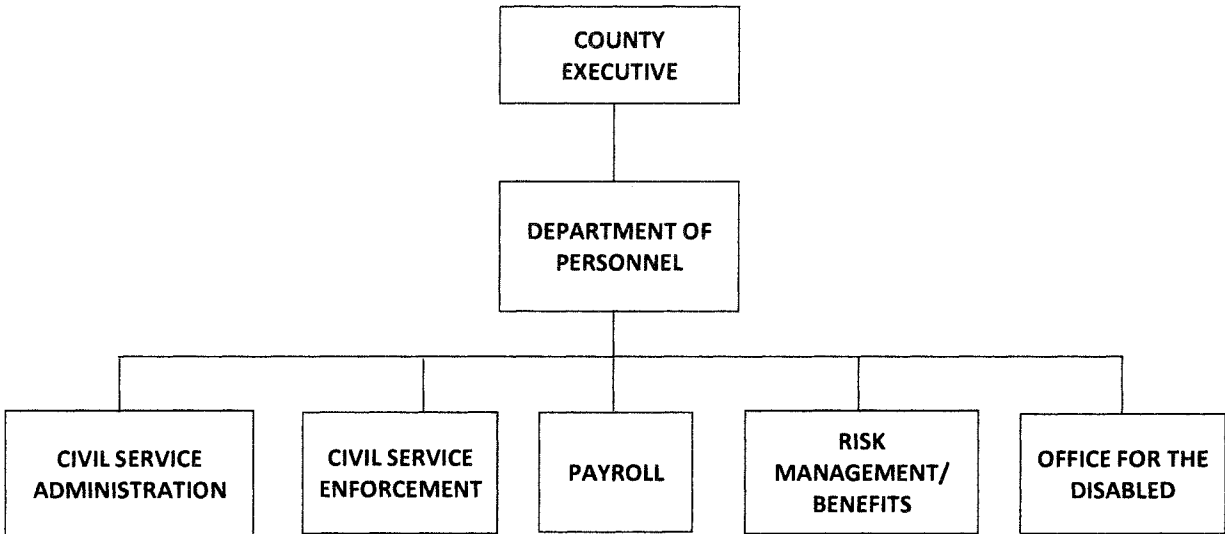 COUNTY
EXECUTIVE
DEPARTMENT OF
PERSONNEL
CIVIL SERVICE
ADMINISTRATION
CIVIL SERVICE
ENFORCEMENT
PAYROLL
RISK
MANAGEMENT/
BENEFITS
OFFICE FOR THE
DISABLED